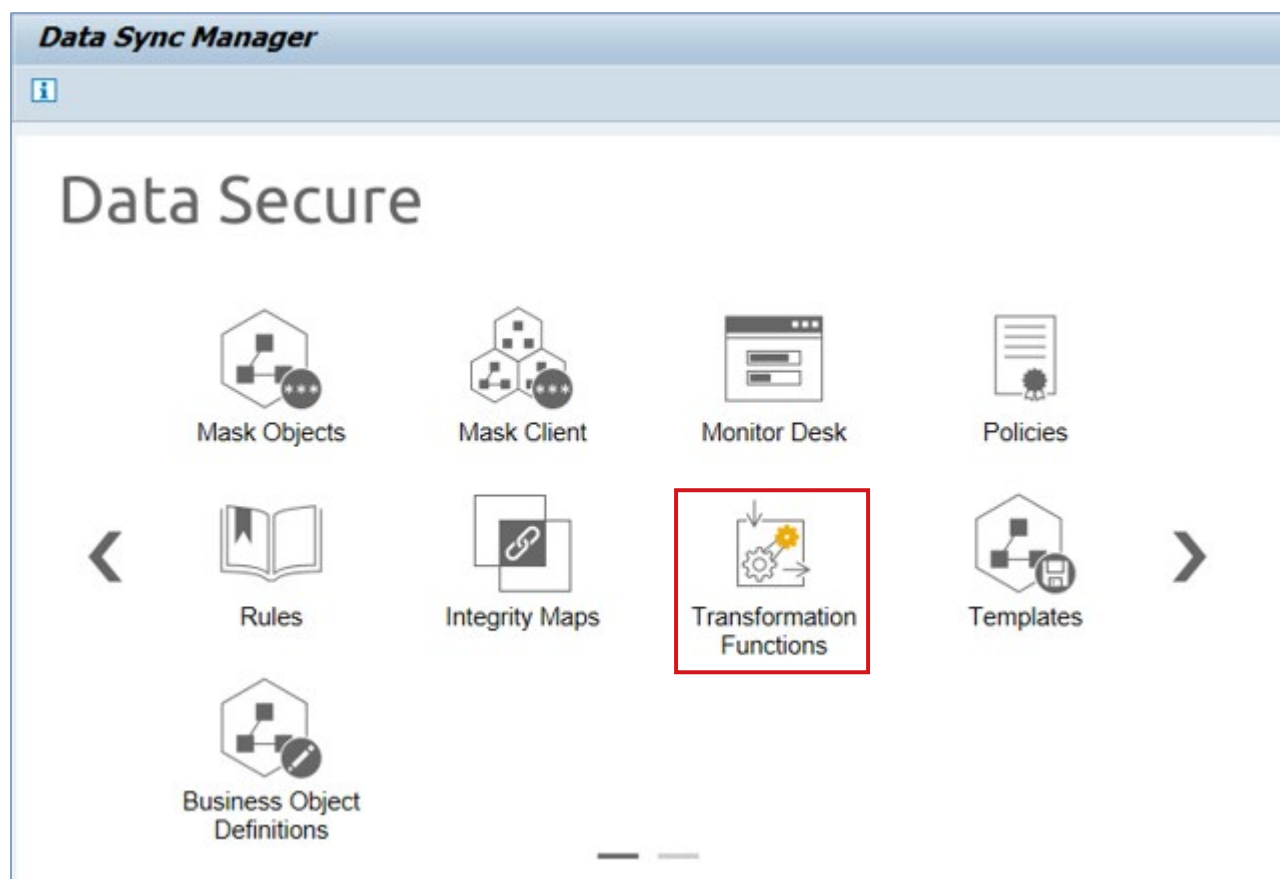 Data Sync Manager
Data Secure
Mask Objects
Mask Client
Monitor Desk
Policies
Rules
Integrity Maps
Transformation
Functions
Templates
Business Object
Definitions